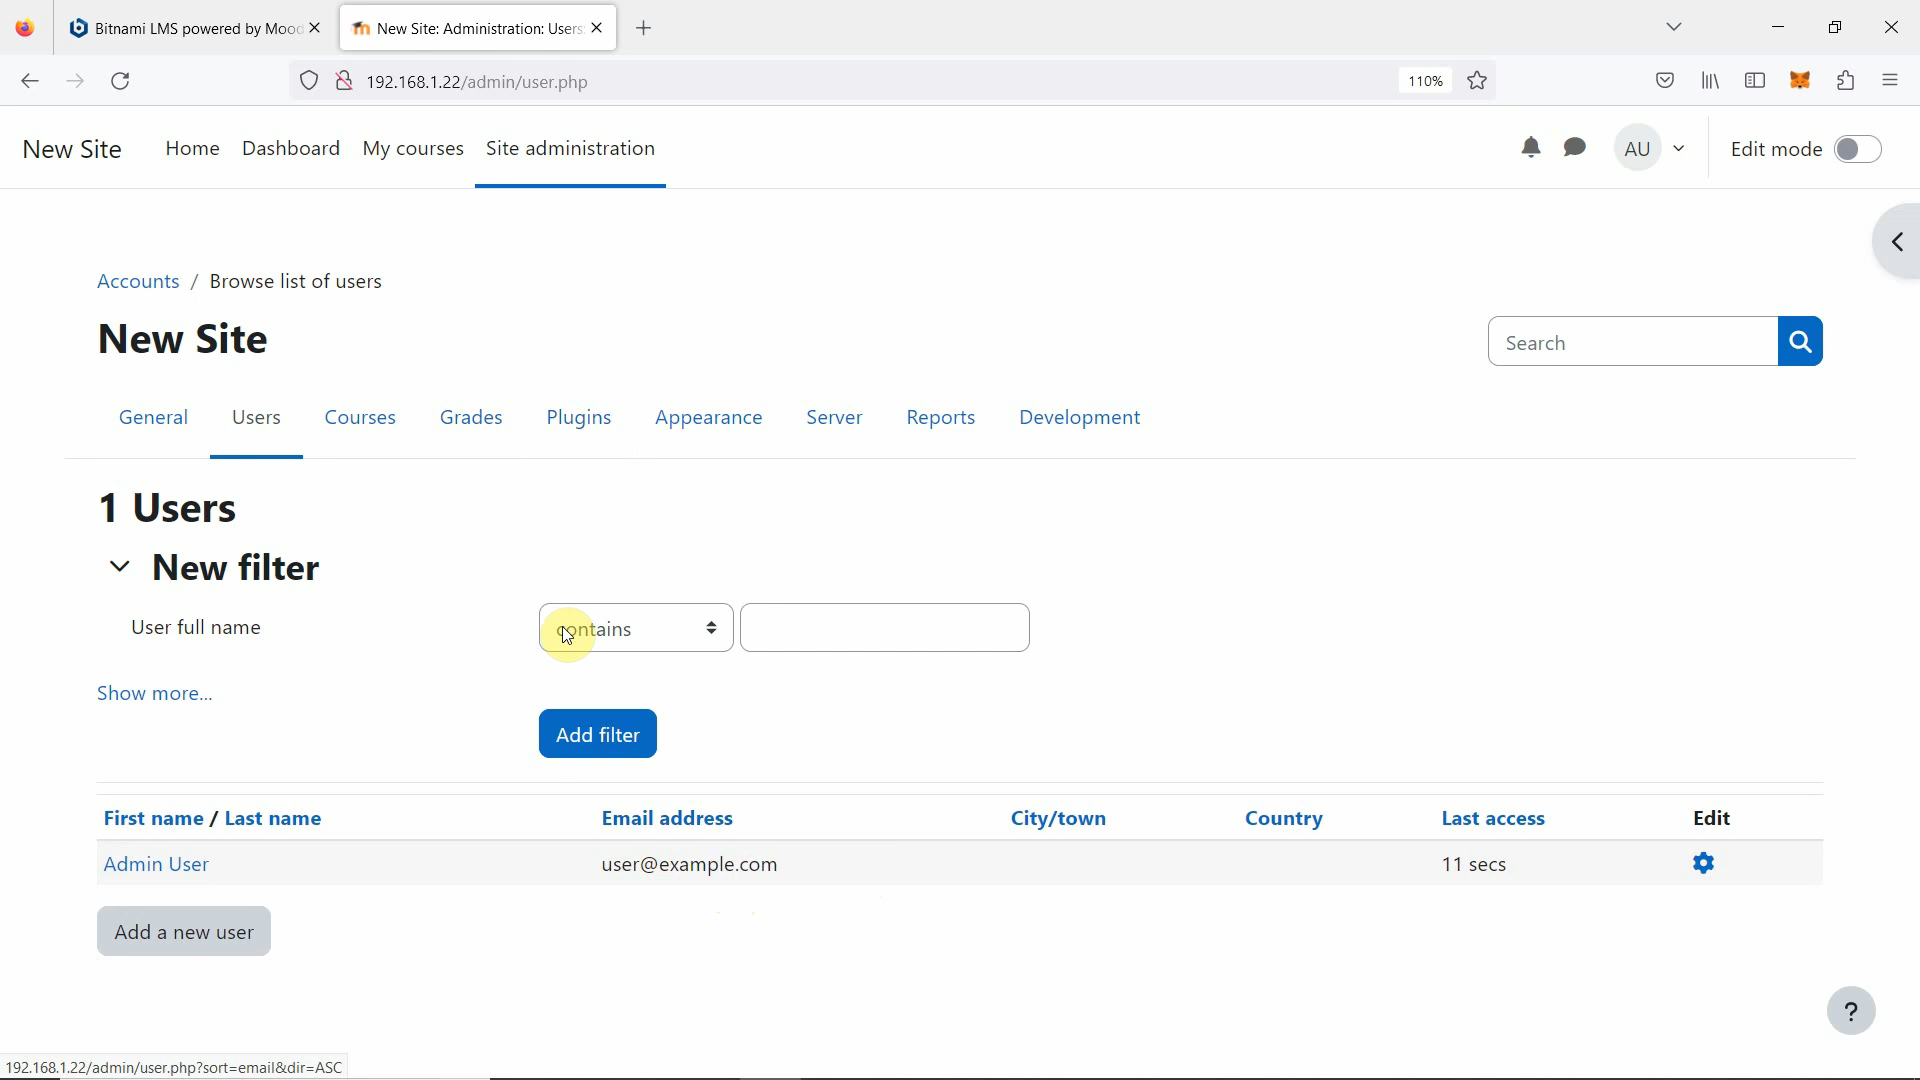 Bitnami LMS powered by Mood
New Site: Administration: Users:
192.168.1.22/admin/user.php
110%
New Site
Home
Dashboard
My courses
Site administration
AU
Edit mode
Accounts / Browse list of users
New Site
Search
General
Users
Courses
Grades
Plugins
Appearance
Server
Reports
Development
1 Users
New filter
User full name
contains
Show more...
Add filter
First name / Last name
Email address
City/town
Country
Last access
Edit
Admin User
user@example.com
11 secs
Add a new user
?
192.168.1.22/admin/user.php?sort=email&dir=ASC